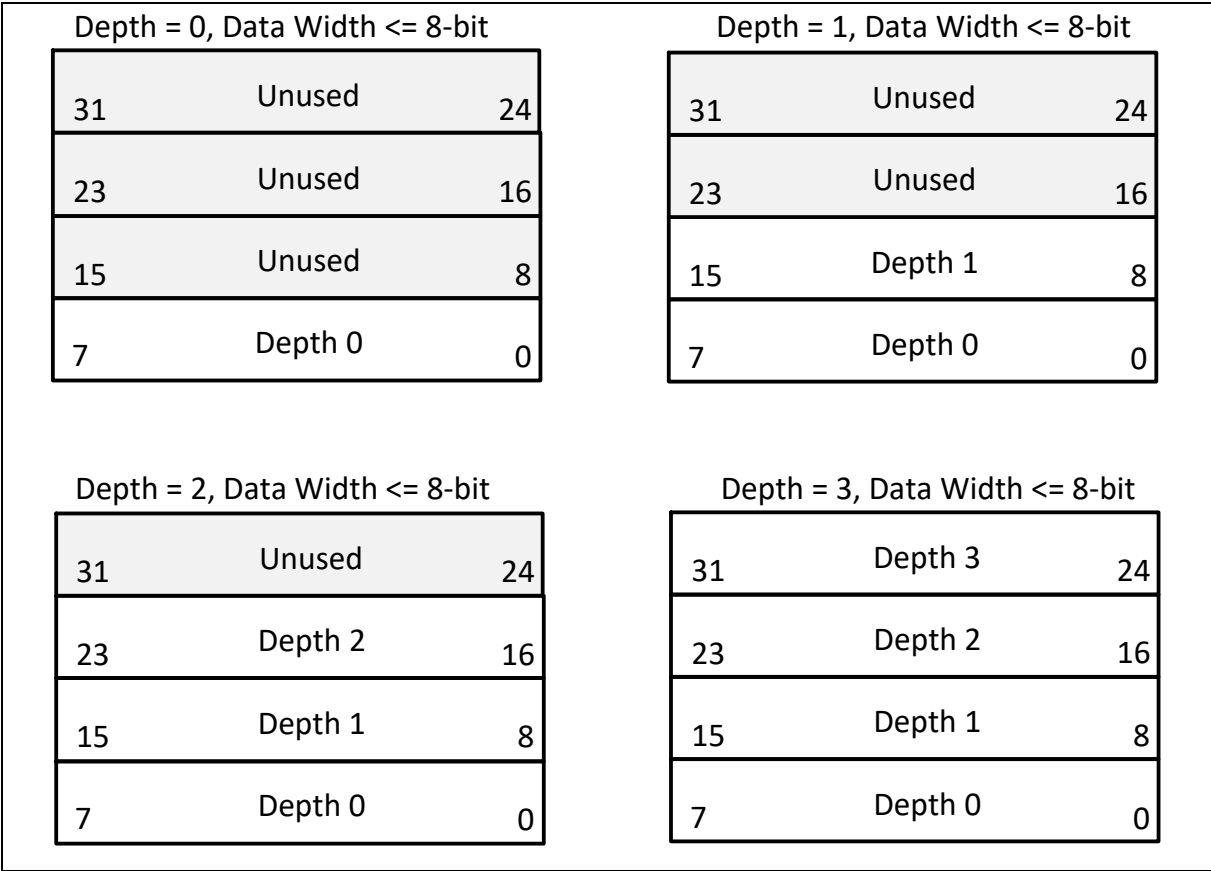 Depth = 0, Data Width <= 8-bit
31 Unused 24
23 Unused 16
15 Unused 8
7 Depth 0 0
Depth = 1, Data Width <= 8-bit
31 Unused 24
23 Unused 16
15 Depth 1 8
7 Depth 0 0
Depth = 2, Data Width <= 8-bit
31 Unused 24
23 Depth 2 16
15 Depth 1 8
7 Depth 0 0
Depth = 3, Data Width <= 8-bit
31 Depth 3 24
23 Depth 2 16
15 Depth 1 8
7 Depth 0 0